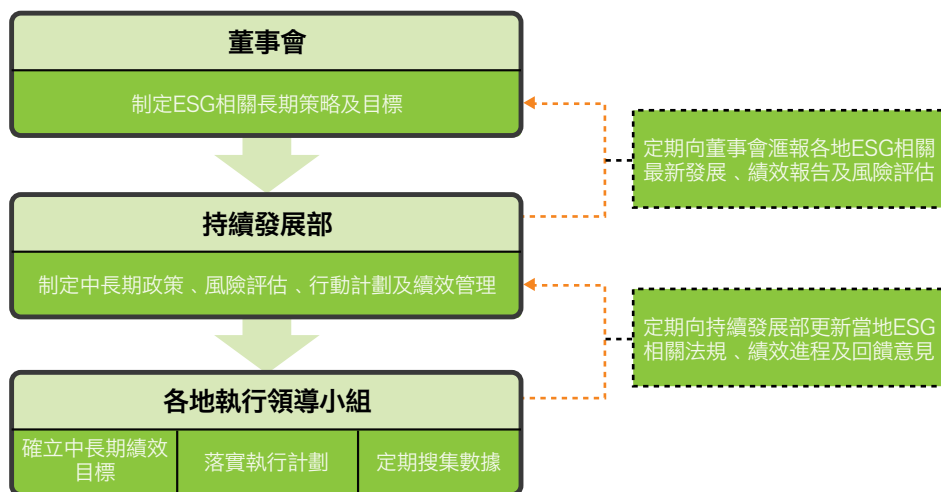 董事會
制定ESG相關長期策略及目標
定期向董事會滙報各地ESG相關
最新發展、績效報告及風險評估
持續發展部
制定中長期政策、風險評估、行動計劃及績效管理
定期向持續發展部更新當地ESG
相關法規、績效進程及回饋意見
各地執行領導小組
確立中長期績效
目標
落實執行計劃
定期搜集數據